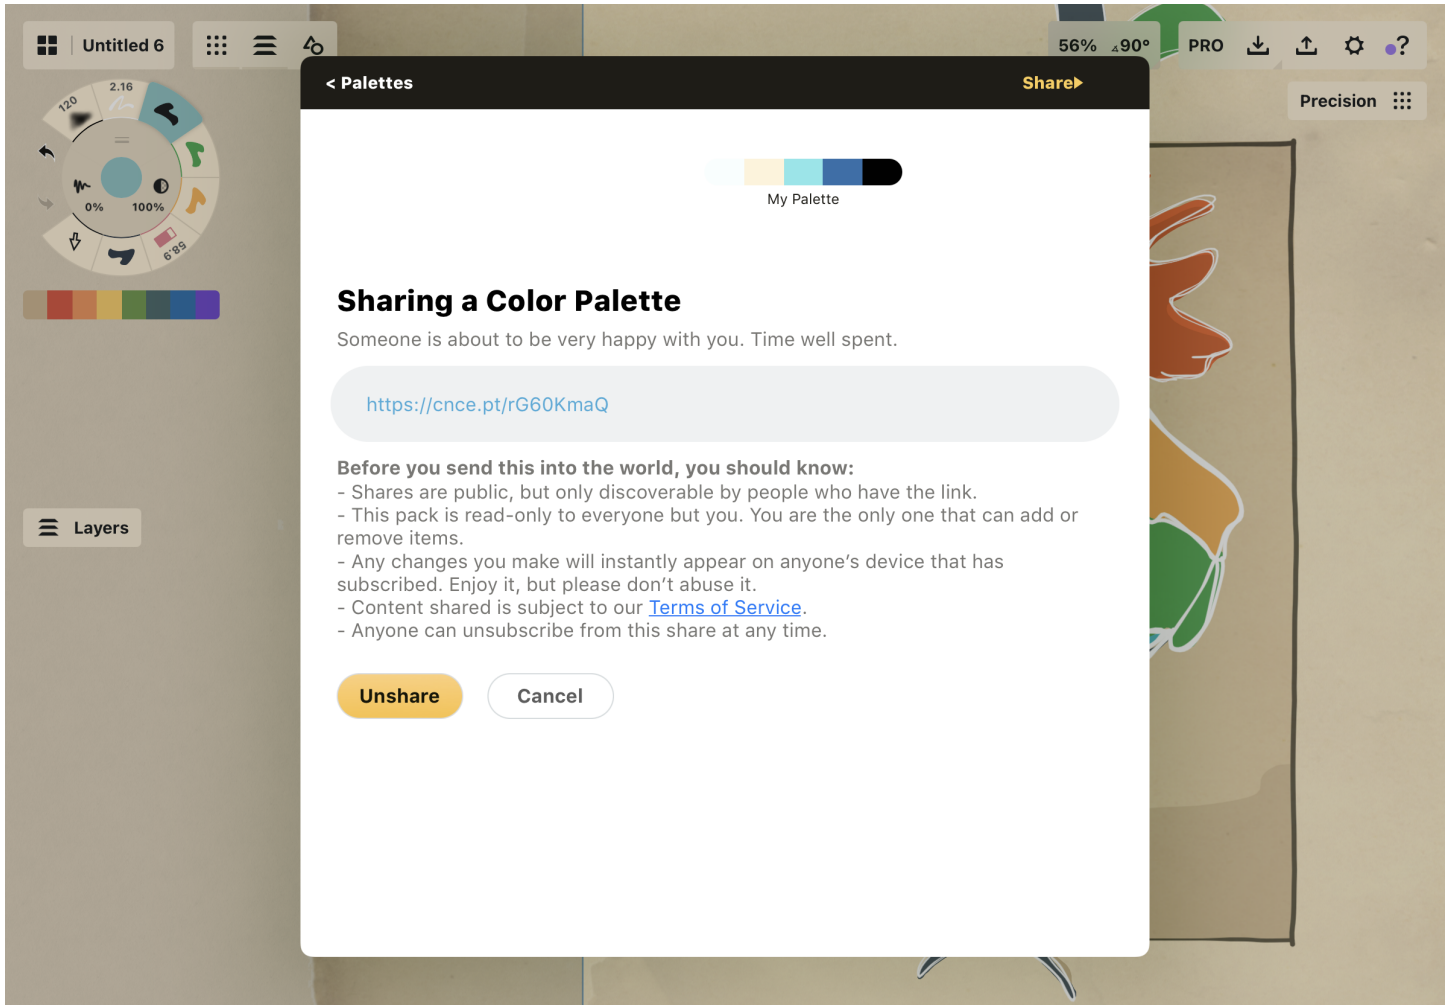 Untitled 6
56% 90°
PRO
?
< Palettes
Share
Precision
120
2.16
0%
100%
58.9
My Palette
Sharing a Color Palette
Someone is about to be very happy with you. Time well spent.
https://cnce.pt/rG60KmaQ
Before you send this into the world, you should know:
- Shares are public, but only discoverable by people who have the link.
- This pack is read-only to everyone but you. You are the only one that can add or
remove items.
- Any changes you make will instantly appear on anyone’s device that has
subscribed. Enjoy it, but please don’t abuse it.
- Content shared is subject to our Terms of Service.
- Anyone can unsubscribe from this share at any time.
Layers
Unshare
Cancel